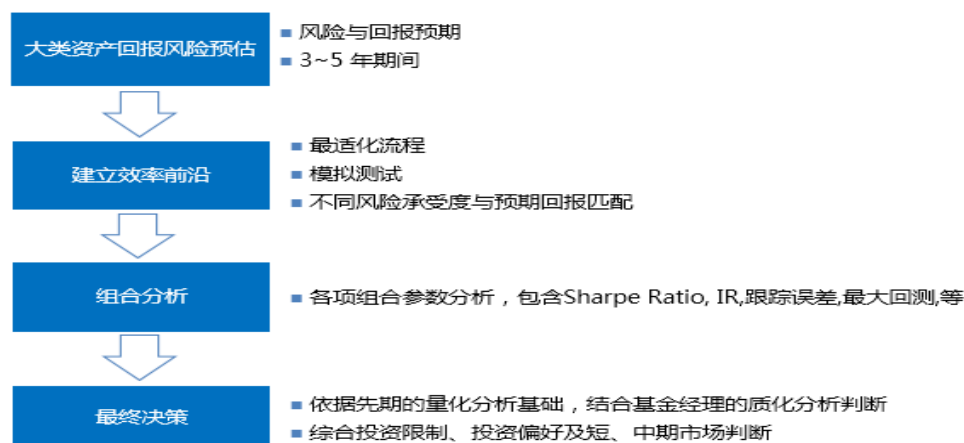 大类资产回报风险预估
■ 风险与回报预期
■ 3~5 年期间
建立效率前沿
■ 最适化流程
■ 模拟测试
■ 不同风险承受度与预期回报匹配
组合分析
■ 各项组合参数分析，包含Sharpe Ratio, IR,跟踪误差,最大回测,等
最终决策
■ 依据先期的量化分析基础，结合基金经理的质化分析判断
■ 综合投资限制、投资偏好及短、中期市场判断